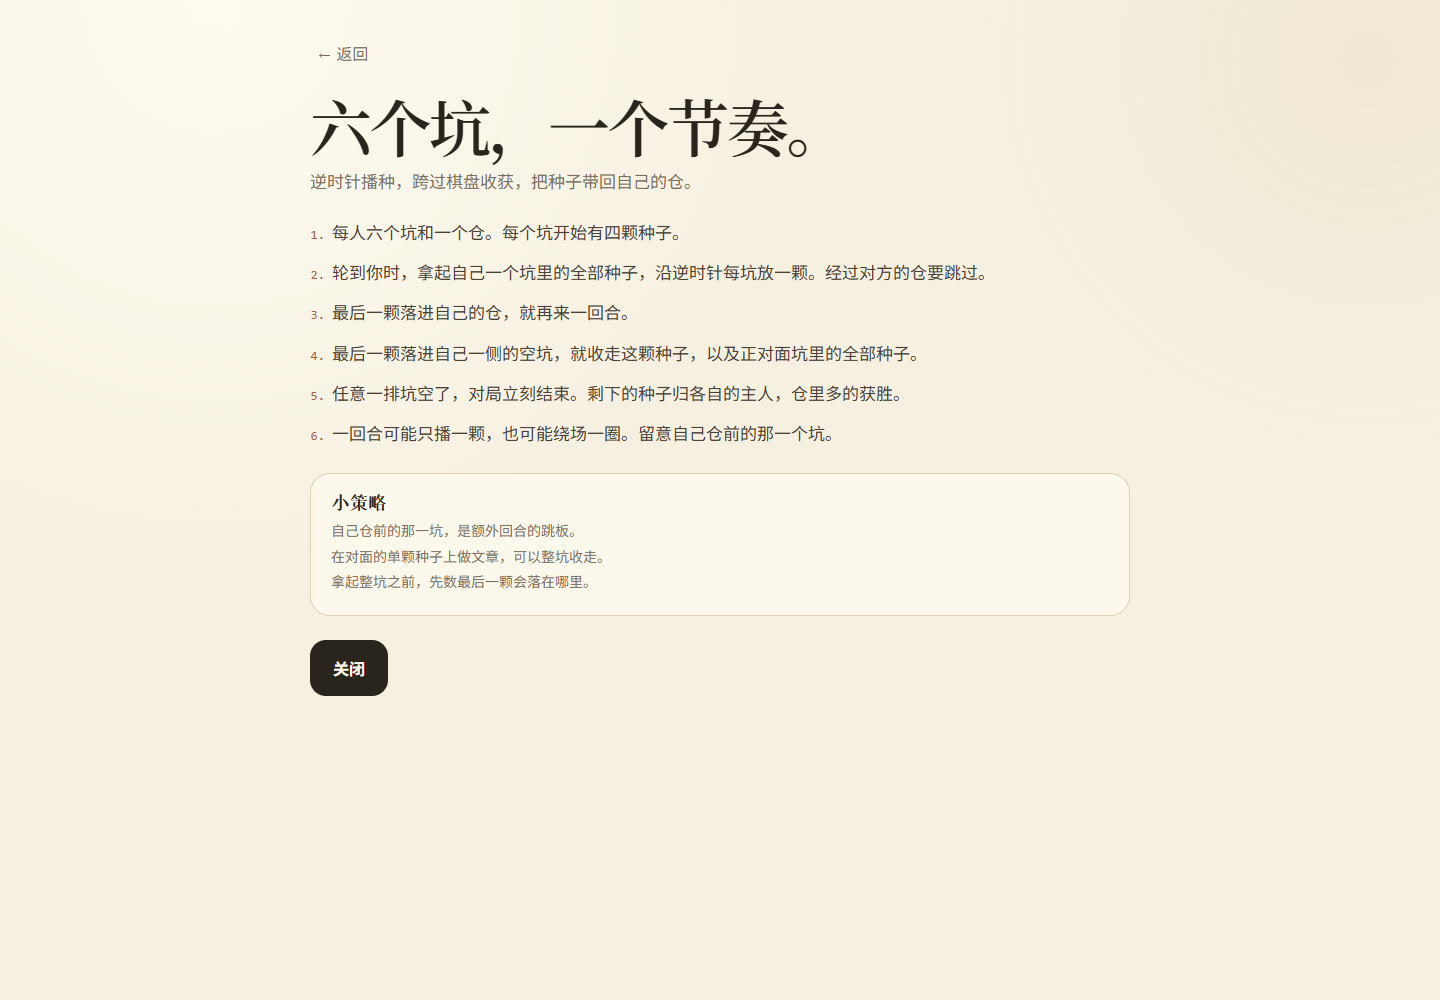 ← 返回
六个坑，一个节奏。
逆时针播种，跨过棋盘收获，把种子带回自己的仓。
1. 每人六个坑和一个仓。每个坑开始有四颗种子。
2. 轮到你时，拿起自己一个坑里的全部种子，沿逆时针每坑放一颗。经过对方的仓要跳过。
3. 最后一颗落进自己的仓，就再来一回合。
4. 最后一颗落进自己一侧的空坑，就收走这颗种子，以及正对面坑里的全部种子。
5. 任意一排坑空了，对局立刻结束。剩下的种子归各自的主人，仓里多的获胜。
6. 一回合可能只播一颗，也可能绕场一圈。留意自己仓前的那一个坑。
小策略
自己仓前的那一坑，是额外回合的跳板。
在对面的单颗种子上做文章，可以整坑收走。
拿起整坑之前，先数最后一颗会落在哪里。
关闭